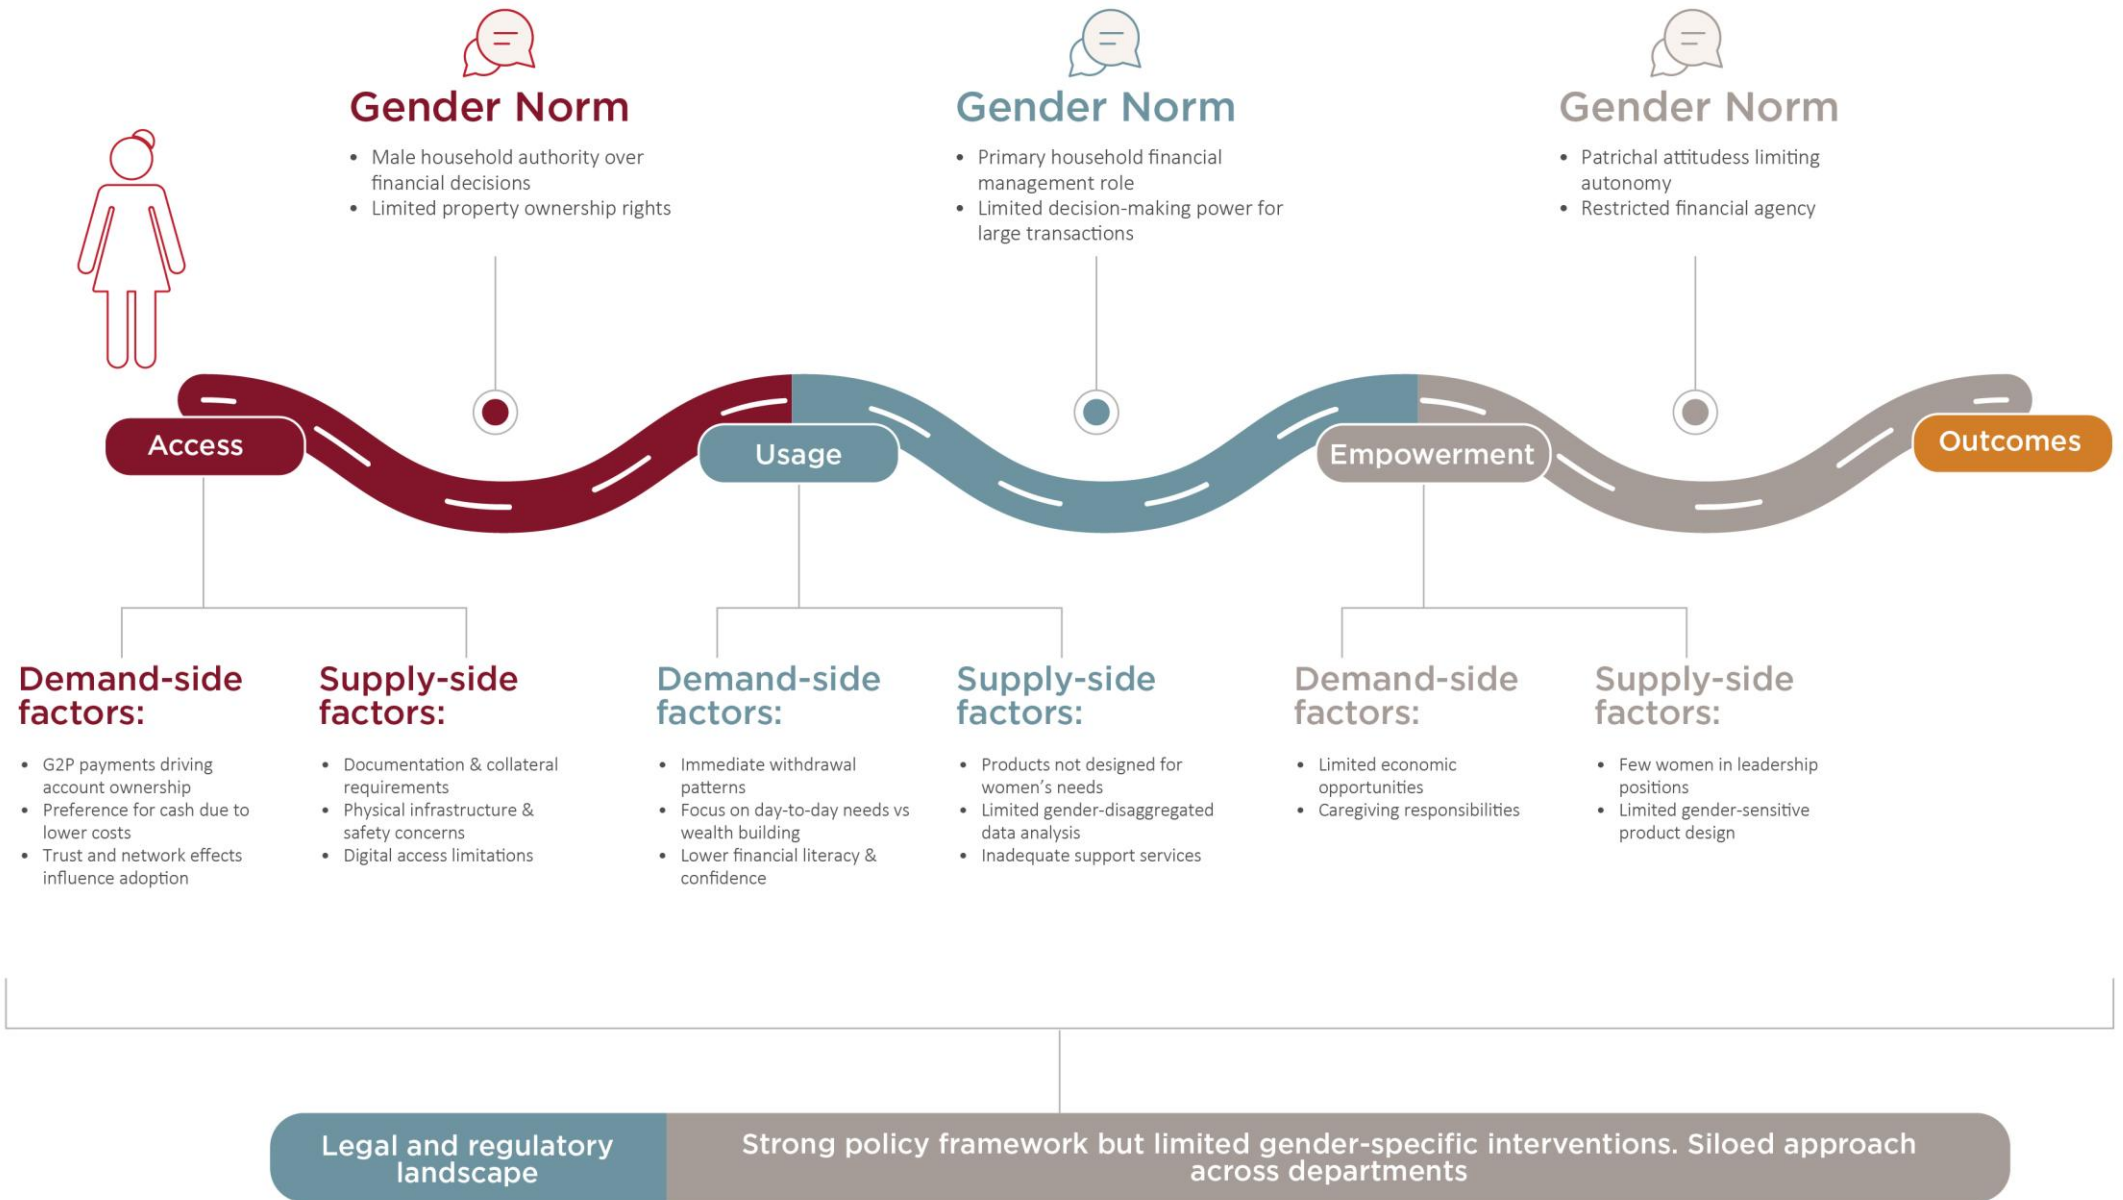 Gender Norm
• Male household authority over
financial decisions
• Limited property ownership rights
Gender Norm
• Primary household financial
management role
• Limited decision-making power for
large transactions
Gender Norm
• Patrichal attitudess limiting
autonomy
• Restricted financial agency
Access
Usage
Empowerment
Outcomes
Demand-side
factors:
• G2P payments driving
account ownership
• Preference for cash due to
lower costs
• Trust and network effects
influence adoption
Supply-side
factors:
• Documentation & collateral
requirements
• Physical infrastructure &
safety concerns
• Digital access limitations
Demand-side
factors:
• Immediate withdrawal
patterns
• Focus on day-to-day needs vs
wealth building
• Lower financial literacy &
confidence
Supply-side
factors:
• Products not designed for
women's needs
• Limited gender-disaggregated
data analysis
• Inadequate support services
Demand-side
factors:
• Limited economic
opportunities
• Caregiving responsibilities
Supply-side
factors:
• Few women in leadership
positions
• Limited gender-sensitive
product design
Legal and regulatory
landscape
Strong policy framework but limited gender-specific interventions. Siloed approach
across departments